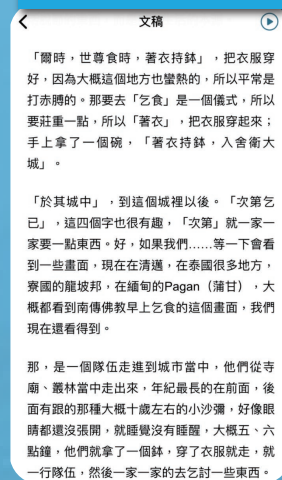 文稿
「爾時，世尊食時，著衣持鉢」，把衣服穿
好，因為大概這個地方也蠻熱的，所以平常是
打赤膊的。那要去「乞食」是一個儀式，所以
要莊重一點，所以「著衣」，把衣服穿起來；
手上拿了一個碗，「著衣持鉢，入舍衛大
城」。
「於其城中」，到這個城裡以後。「次第乞
已」，這四個字也很有趣，「次第」就一家一
家要一點東西。好，如果我們……等一下會看
到一些畫面，現在在清邁，在泰國很多地方，
寮國的龍坡邦，在緬甸的Pagan（蒲甘），大
概都看到南傳佛教早上乞食的這個畫面，我們
現在還看得到。
那，是一個隊伍走進到城市當中，他們從寺
廟、叢林當中走出來，年紀最長的在前面，後
面有跟的那種大概十歲左右的小沙彌，好像眼
睛都還沒張開，就睡覺沒有睡醒，大概五、六
點鐘，他們就拿了一個鉢，穿了衣服就走，就
一行隊伍，然後一家一家的去乞討一些東西。